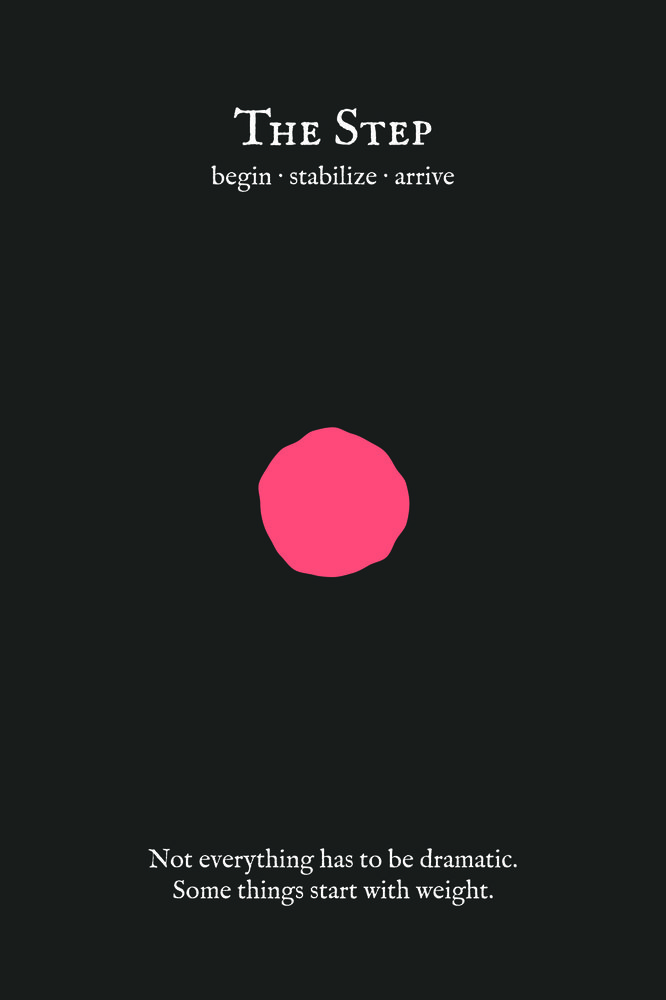 The Step
begin · stabilize · arrive
Not everything has to be dramatic.
Some things start with weight.